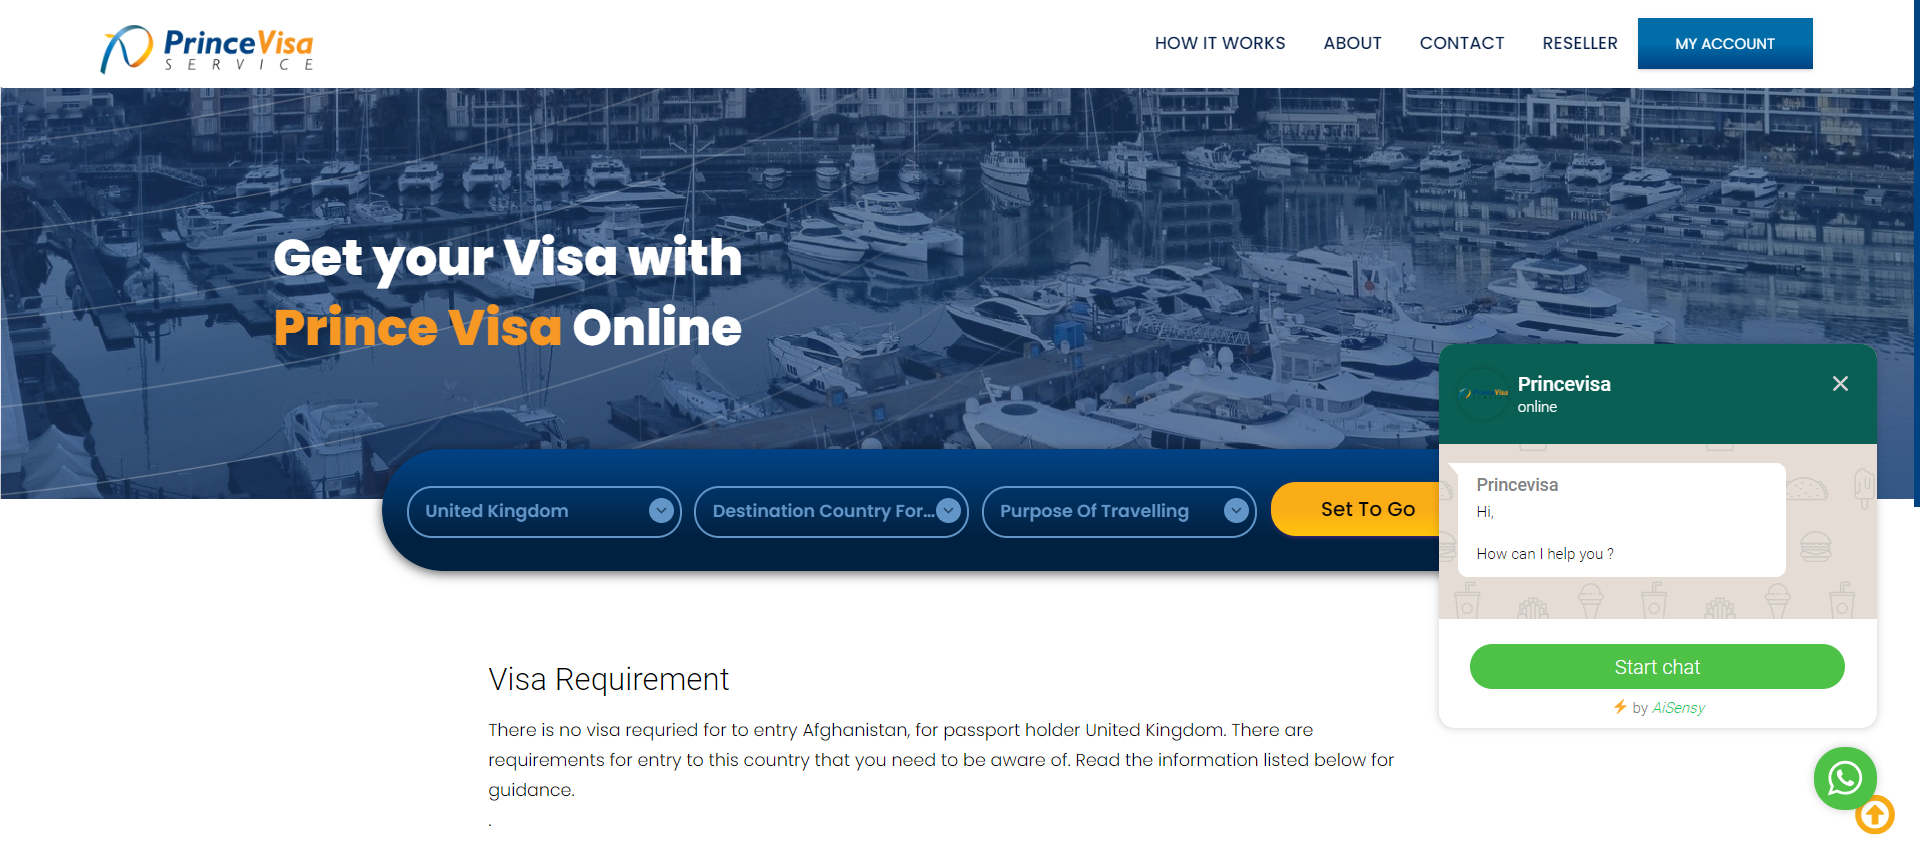 PrinceVisa
SERVICE
HOW IT WORKS
ABOUT
CONTACT
RESELLER
MY ACCOUNT
Get your Visa with
Prince Visa Online
United Kingdom
Destination Country For...
Purpose Of Travelling
Set To Go
Princevisa
online
Princevisa
Hi,
How can I help you ?
Start chat
by AiSensy
Visa Requirement
There is no visa requried for to entry Afghanistan, for passport holder United Kingdom. There are
requirements for entry to this country that you need to be aware of. Read the information listed below for
guidance.
.